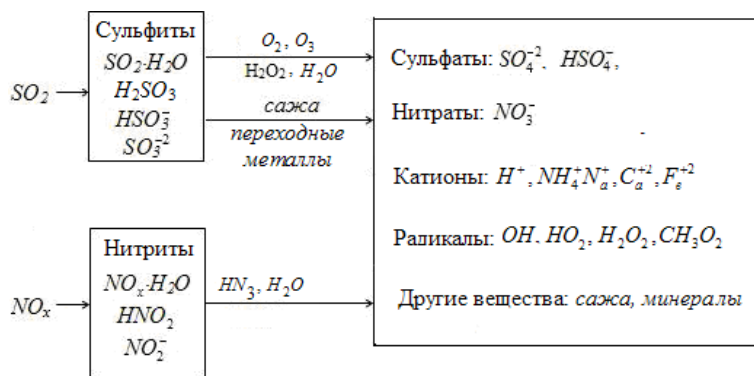 SO₂
Сульфиты
SO₂·H₂O
H₂SO₃
HSO₃⁻
SO₃⁻²
O₂, O₃
H₂O₂, H₂O
сажа
переходные
металлы
NOₓ
Нитриты
NOₓ·H₂O
HNO₂
NO₂⁻
HN₃, H₂O
Сульфаты: SO₄⁻², HSO₄⁻,
Нитраты: NO₃⁻
Катионы: H⁺, NH₄⁺Nₐ⁺, Cₐ⁺², Fₑ⁺²
Радикалы: OH, HO₂, H₂O₂, CH₃O₂
Другие вещества: сажа, минералы